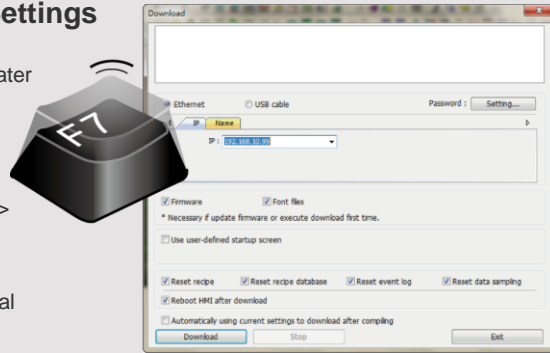 ettings
Download
ater
Ethernet
USB cable
Password :
Setting...
IP
Name
F7
IP :
192.168.10.99
>
Firmware
Font files
* Necessary if update firmware or execute download first time.
Use user-defined startup screen
Reset recipe
Reset recipe database
Reset event log
Reset data sampling
al
Reboot HMI after download
Automatically using current settings to download after compiling
Download
Stop
Exit